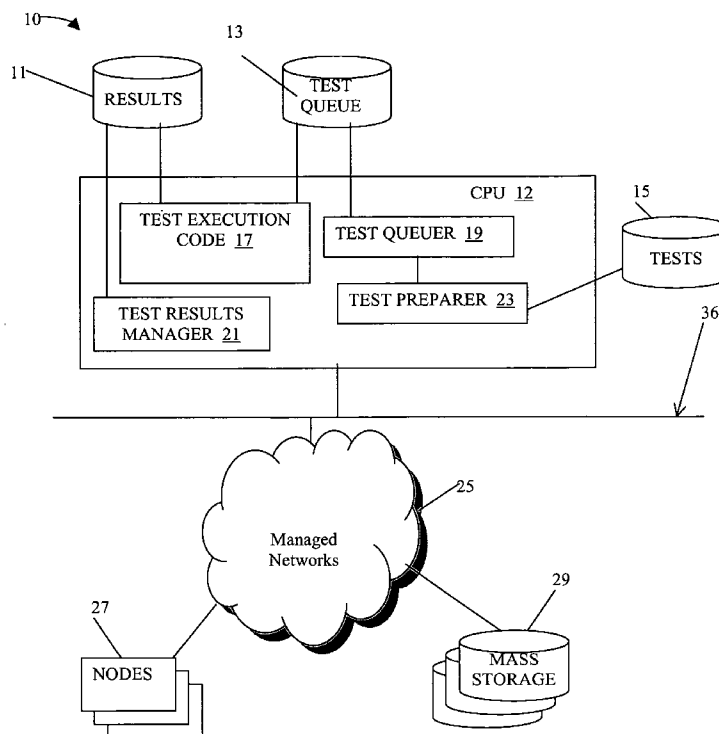 10
11
13
RESULTS
TEST
QUEUE
CPU 12
15
TEST EXECUTION
CODE 17
TEST QUEUER 19
TESTS
TEST PREPARER 23
TEST RESULTS
MANAGER 21
36
25
Managed
Networks
27
29
NODES
MASS
STORAGE